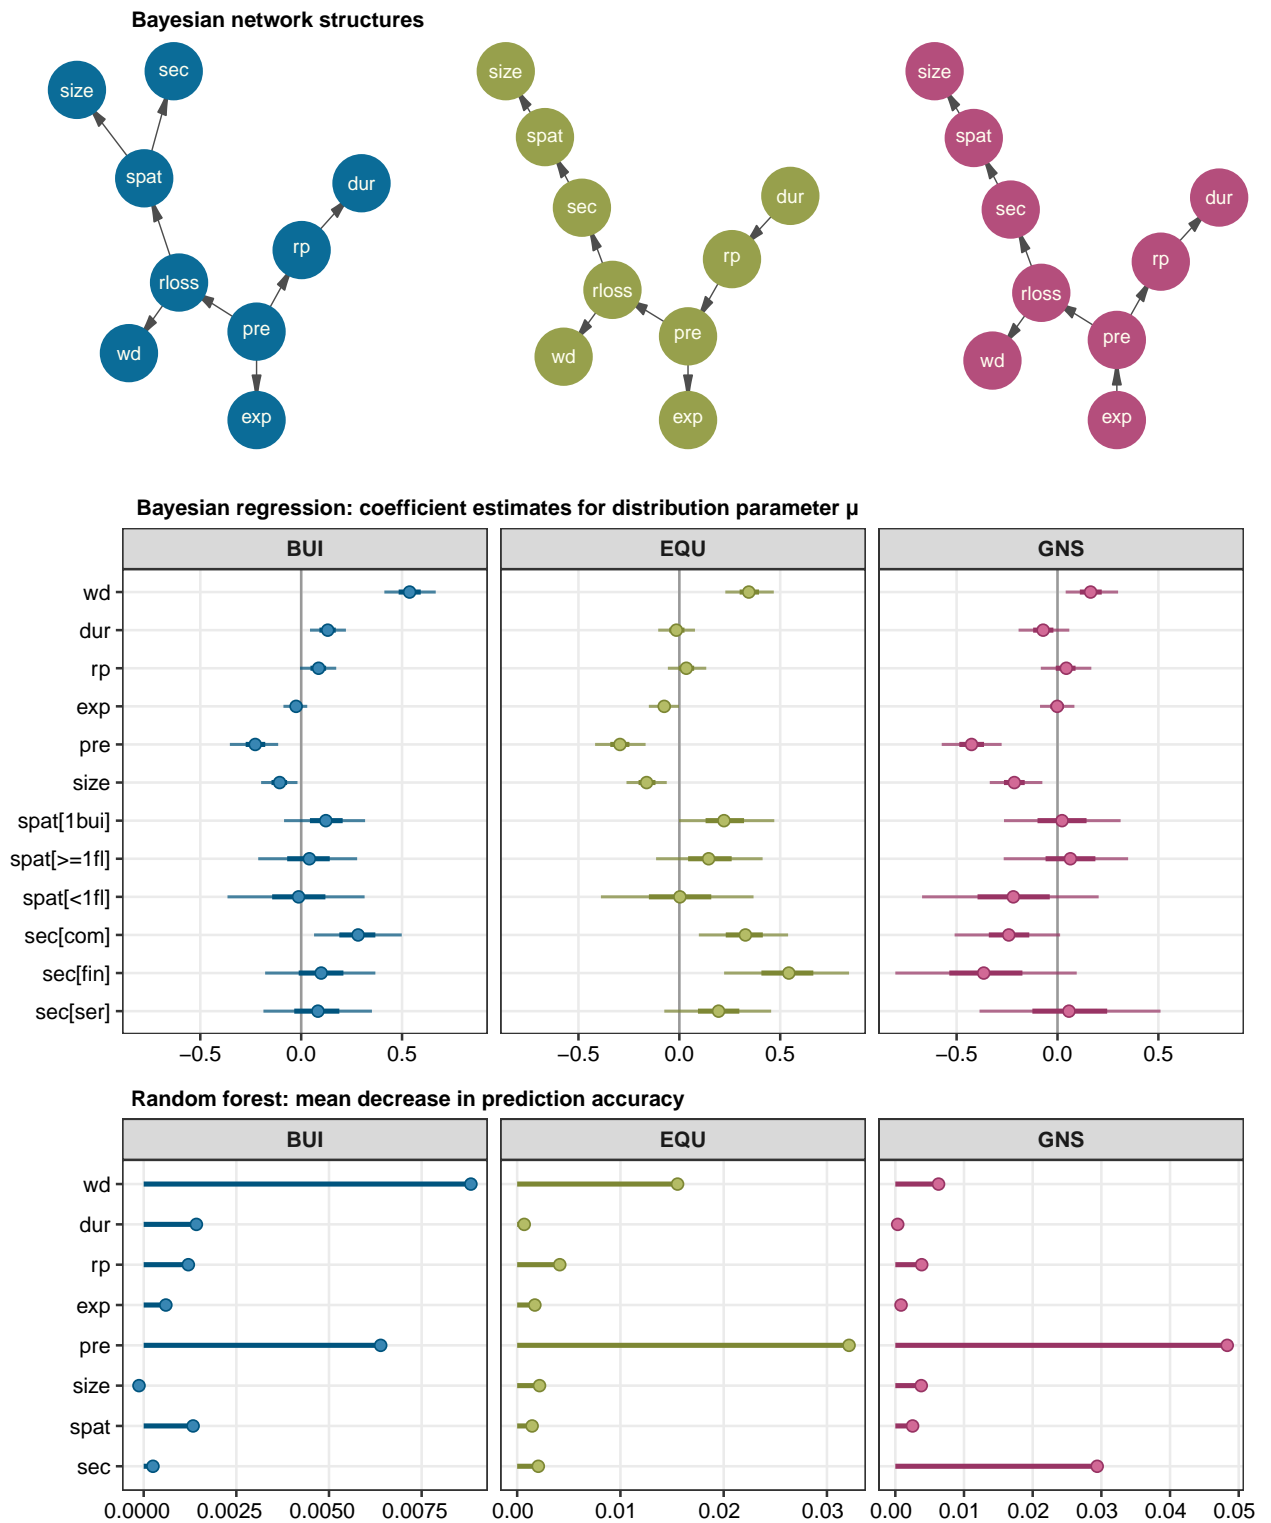 Bayesian network structures
size
sec
spat
dur
rp
rloss
pre
wd
exp
size
spat
sec
dur
rp
rloss
pre
wd
exp
size
spat
sec
dur
rp
rloss
pre
wd
exp
Bayesian regression: coefficient estimates for distribution parameter μ
BUI EQU GNS
wd
dur
rp
exp
pre
size
spat[1bui]
spat[>=1fl]
spat[<1fl]
sec[com]
sec[fin]
sec[ser]
−0.5 0.0 0.5 −0.5 0.0 0.5 −0.5 0.0 0.5
Random forest: mean decrease in prediction accuracy
BUI EQU GNS
wd
dur
rp
exp
pre
size
spat
sec
0.0000 0.0025 0.0050 0.0075 0.00 0.01 0.02 0.03 0.00 0.01 0.02 0.03 0.04 0.05